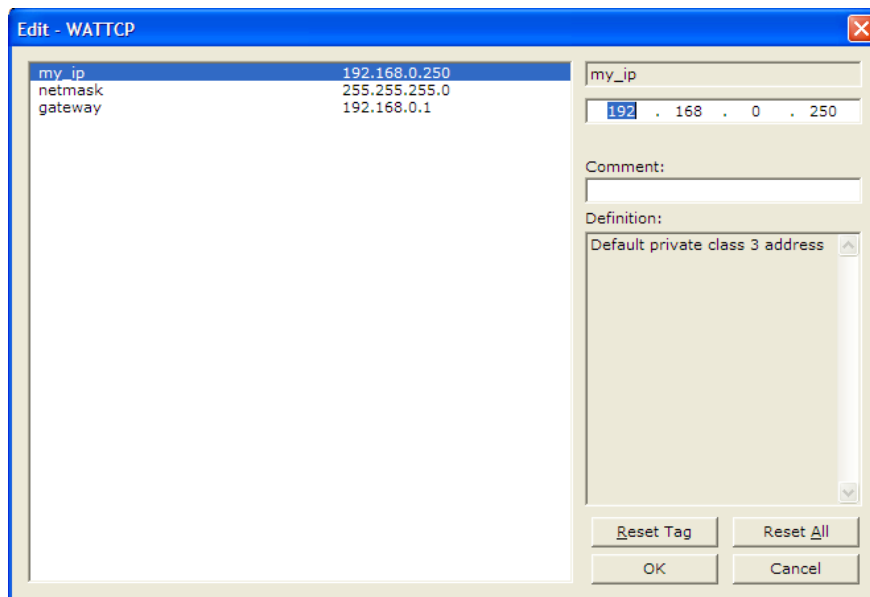 Edit - WATTCP
my_ip 192.168.0.250
netmask 255.255.255.0
gateway 192.168.0.1
my_ip
192 . 168 . 0 . 250
Comment:
Definition:
Default private class 3 address
Reset Tag Reset All
OK Cancel